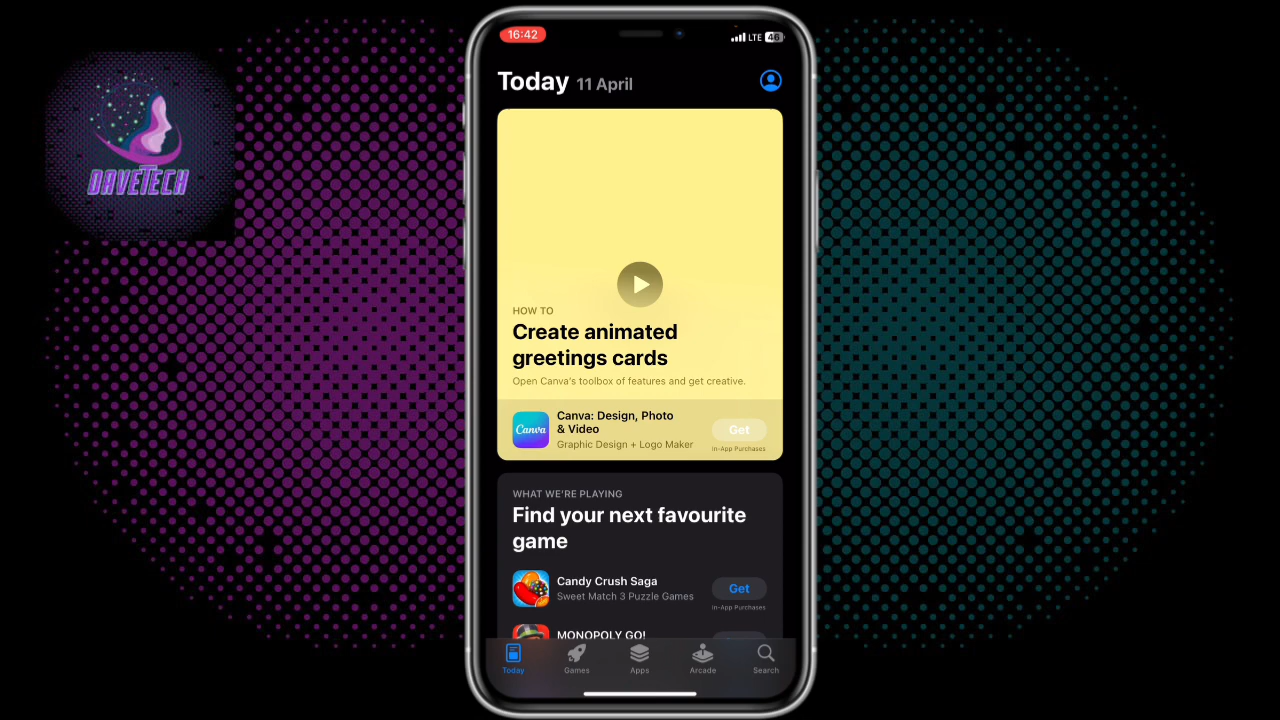 DAVETECH
16:42
LTE 46
Today 11 April
HOW TO
Create animated
greetings cards
Open Canva's toolbox of features and get creative.
Canva
Canva: Design, Photo
& Video
Graphic Design + Logo Maker
Get
In-App Purchases
WHAT WE'RE PLAYING
Find your next favourite
game
Candy Crush Saga
Sweet Match 3 Puzzle Games
Get
In-App Purchases
MONOPOLY GO!
Today
Games
Apps
Arcade
Search